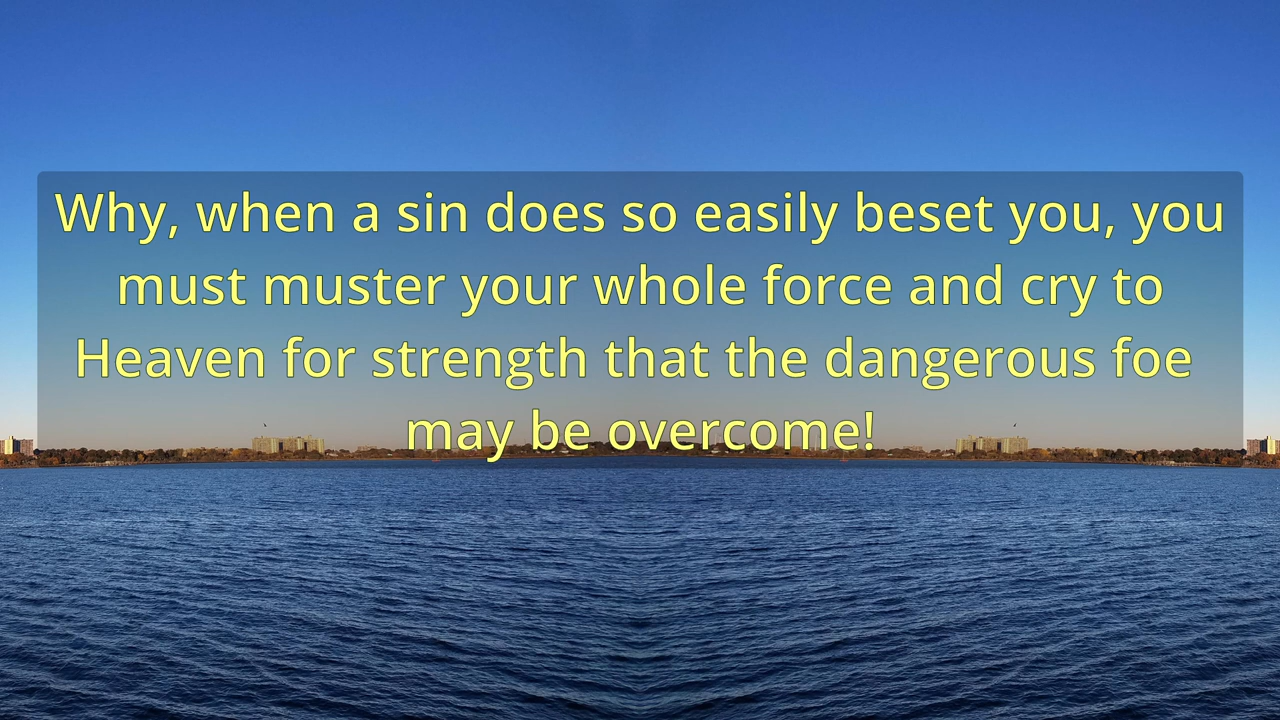 Why, when a sin does so easily beset you, you
must muster your whole force and cry to
Heaven for strength that the dangerous foe
may be overcome!